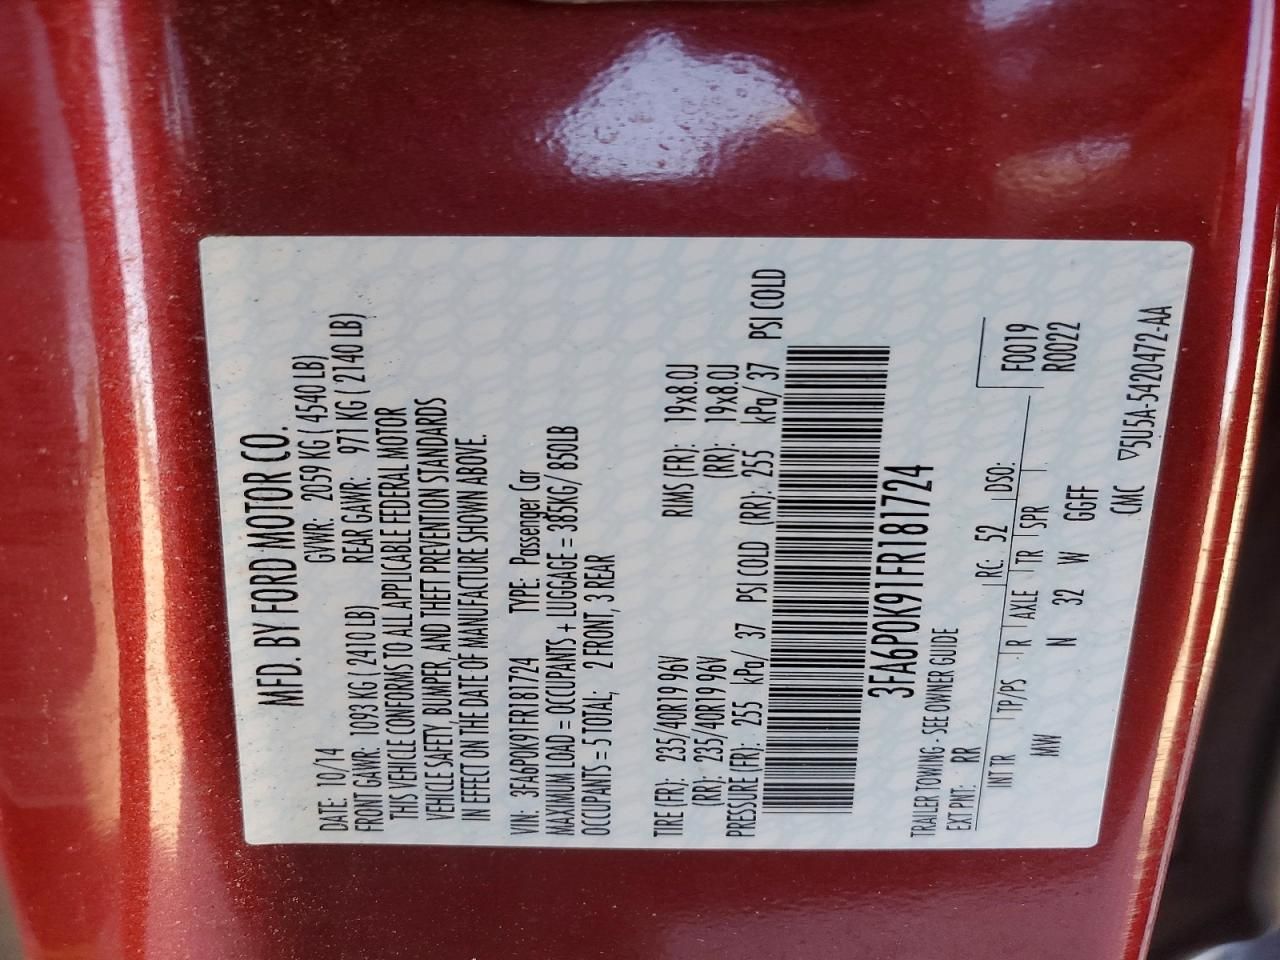 MFD. BY FORD MOTOR CO.
DATE: 10/14 GVWR: 2059 KG ( 4540 LB)
FRONT GAWR: 1093 KG ( 2410 LB) REAR GAWR: 971 KG ( 2140 LB)
THIS VEHICLE CONFORMS TO ALL APPLICABLE FEDERAL MOTOR
VEHICLE SAFETY, BUMPER, AND THEFT PREVENTION STANDARDS
IN EFFECT ON THE DATE OF MANUFACTURE SHOWN ABOVE.
VIN: 3FA6P0K91FR181724 TYPE: Passenger Car
MAXIMUM LOAD = OCCUPANTS + LUGGAGE = 385KG/ 850LB
OCCUPANTS = 5 TOTAL; 2 FRONT, 3 REAR
TIRE (FR): 235/40R19 96V RIMS (FR): 19x8.0J
(RR): 235/40R19 96V (RR): 19x8.0J
PRESSURE (FR): 255 kPa/ 37 PSI COLD (RR): 255 kPa/ 37 PSI COLD
3FA6P0K91FR181724
TRAILER TOWING - SEE OWNER GUIDE
EXT PNT: RR RC: 52 DSO:
F0019
R0022
INT TR TP/PS R AXLE TR SPR
MW N 32 W GGFF
CMC ▽5U5A-5420472-AA